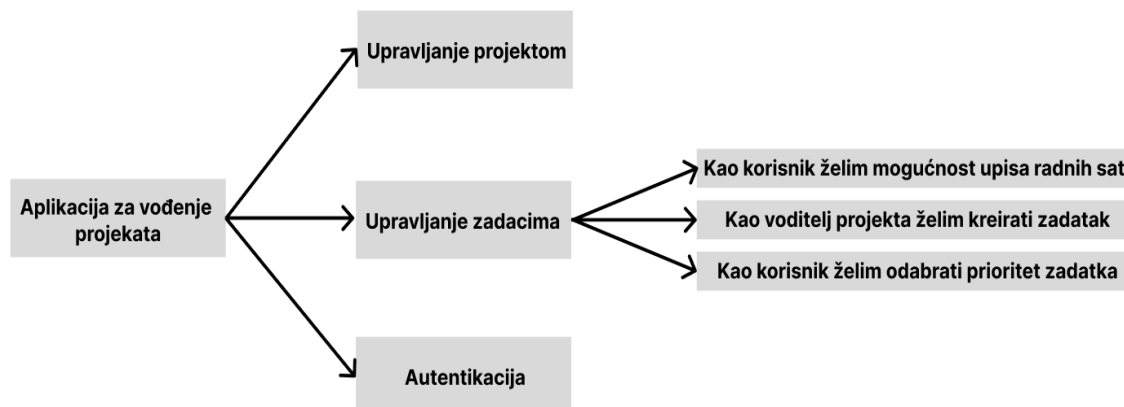 Upravljanje projektom
Aplikacija za vođenje
projekata
Upravljanje zadacima
Kao korisnik želim mogućnost upisa radnih sat
Kao voditelj projekta želim kreirati zadatak
Kao korisnik želim odabrati prioritet zadatka
Autentikacija